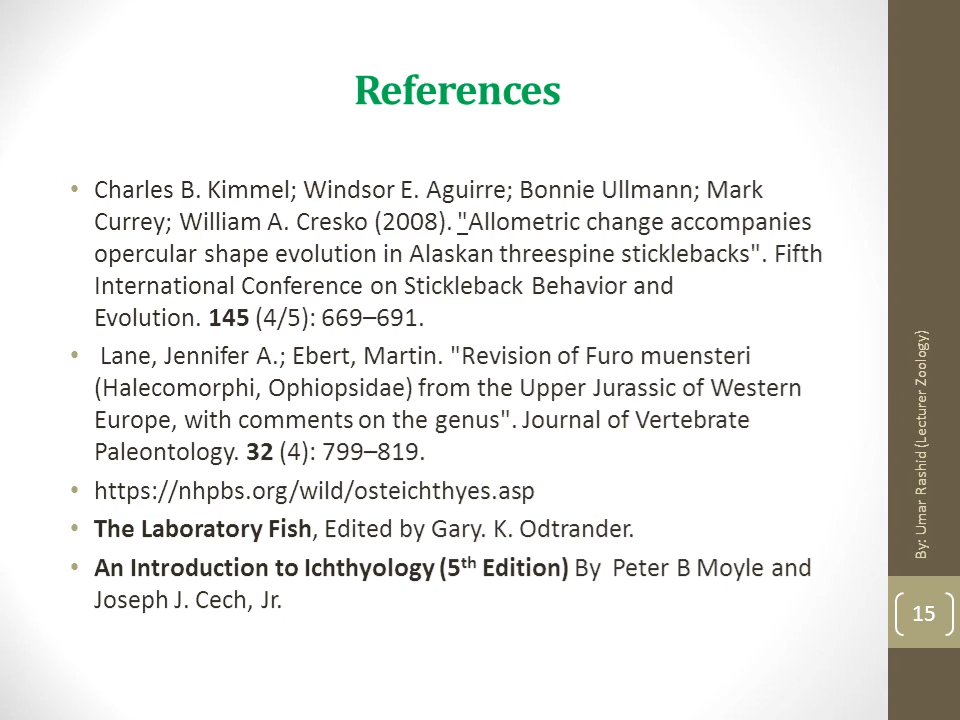 References
• Charles B. Kimmel; Windsor E. Aguirre; Bonnie Ullmann; Mark
Currey; William A. Cresko (2008). "Allometric change accompanies
opercular shape evolution in Alaskan threespine sticklebacks". Fifth
International Conference on Stickleback Behavior and
Evolution. 145 (4/5): 669–691.
• Lane, Jennifer A.; Ebert, Martin. "Revision of Furo muensteri
(Halecomorphi, Ophiopsidae) from the Upper Jurassic of Western
Europe, with comments on the genus". Journal of Vertebrate
Paleontology. 32 (4): 799–819.
• https://nhpbs.org/wild/osteichthyes.asp
• The Laboratory Fish, Edited by Gary. K. Odtrander.
• An Introduction to Ichthyology (5th Edition) By Peter B Moyle and
Joseph J. Cech, Jr.
By: Umar Rashid (Lecturer Zoology)
15